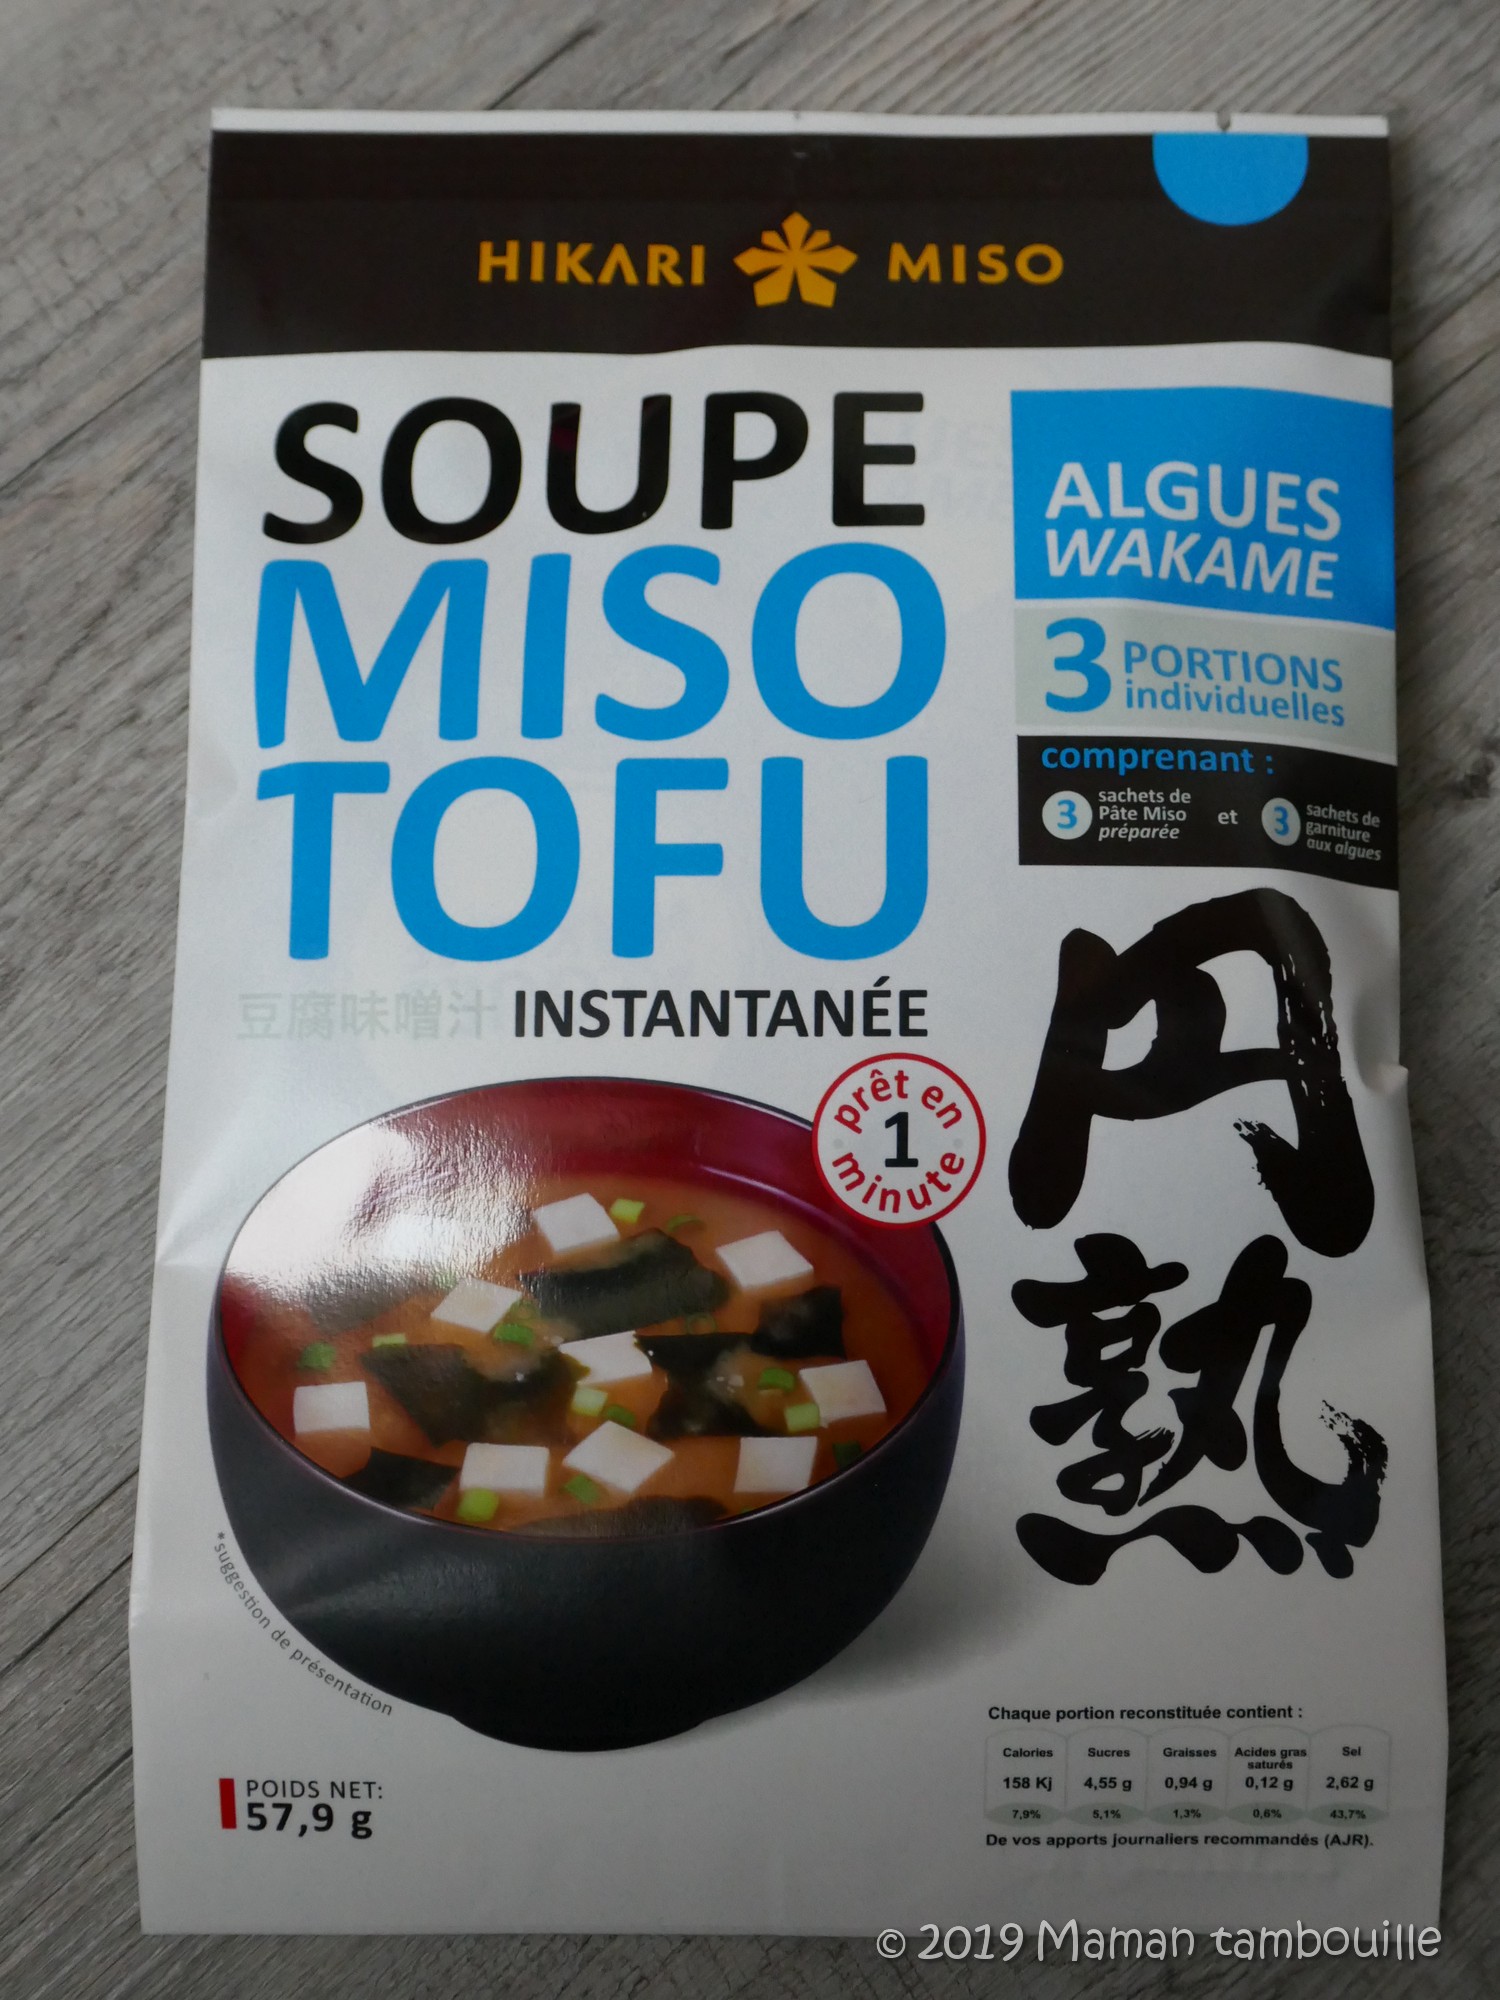 HIKARI MISO
SOUPE
MISO
TOFU
豆腐味噌汁 INSTANTANÉE
prêt en
1
minute
ALGUES
WAKAME
3 PORTIONS
individuelles
comprenant :
3 sachets de
Pâte Miso
préparée
et
3 sachets de
garniture
aux algues
円
熟
*suggestion de présentation
POIDS NET:
57,9 g
Chaque portion reconstituée contient :
Calories Sucres Graisses Acides gras saturés Sel
158 Kj 4,55 g 0,94 g 0,12 g 2,62 g
7,9% 5,1% 1,3% 0,6% 43,7%
De vos apports journaliers recommandés (AJR).
© 2019 Maman tambouille